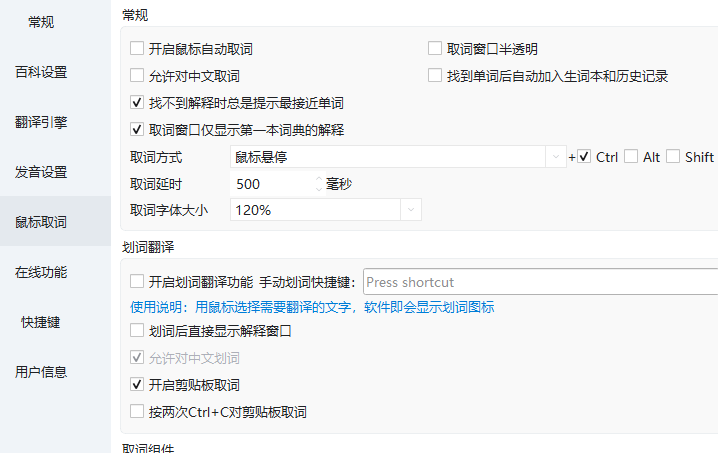 常规
百科设置
翻译引擎
发音设置
鼠标取词
在线功能
快捷键
用户信息
常规
开启鼠标自动取词 取词窗口半透明
允许对中文取词 找到单词后自动加入生词本和历史记录
找不到解释时总是提示最接近单词
取词窗口仅显示第一本词典的解释
取词方式 鼠标悬停 + Ctrl Alt Shift
取词延时 500 毫秒
取词字体大小 120%
划词翻译
开启划词翻译功能 手动划词快捷键： Press shortcut
使用说明：用鼠标选择需要翻译的文字，软件即会显示划词图标
划词后直接显示解释窗口
允许对中文划词
开启剪贴板取词
按两次Ctrl+C对剪贴板取词
取词组件